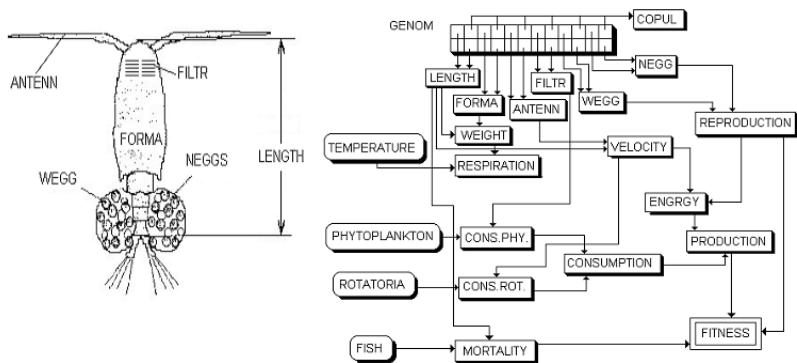 ANTENN
FILTR
FORMA
WEGG
NEGGS
LENGTH
GENOM
COPUL
LENGTH
FILTR
NEGG
FORMA
ANTENN
WEGG
REPRODUCTION
WEIGHT
TEMPERATURE
VELOCITY
RESPIRATION
ENGRGY
PHYTOPLANKTON
CONS.PHY.
PRODUCTION
CONSUMPTION
ROTATORIA
CONS.ROT.
FITNESS
FISH
MORTALITY